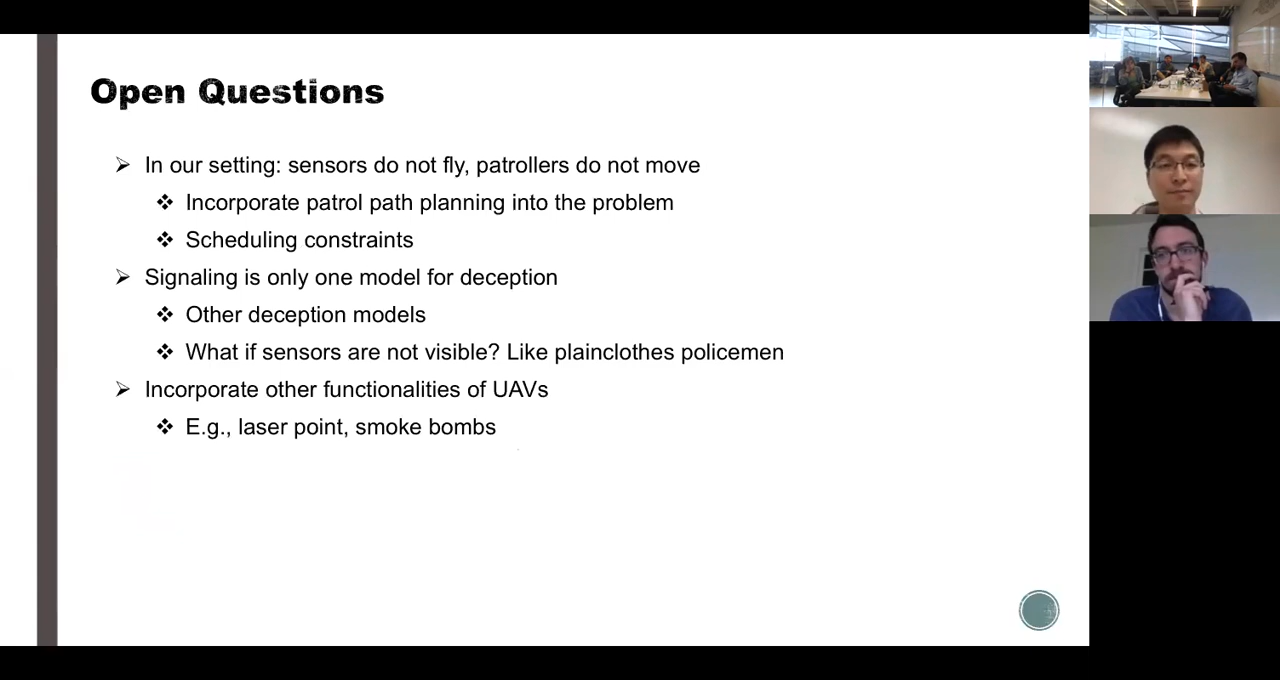 Open Questions
In our setting: sensors do not fly, patrollers do not move
Incorporate patrol path planning into the problem
Scheduling constraints
Signaling is only one model for deception
Other deception models
What if sensors are not visible? Like plainclothes policemen
Incorporate other functionalities of UAVs
E.g., laser point, smoke bombs